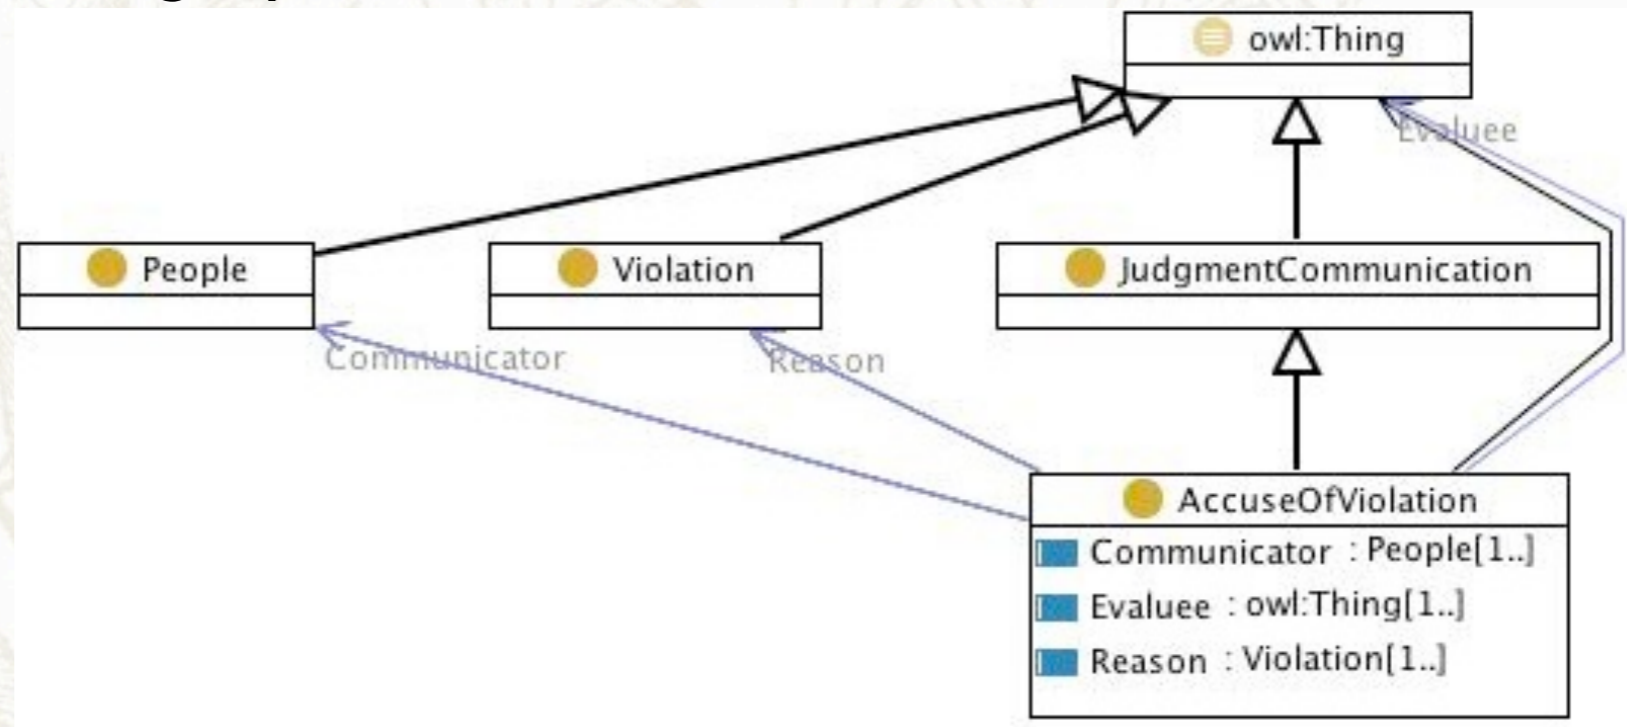 owl:Thing
Evaluee
People
Violation
JudgmentCommunication
Communicator
Reason
AccuseOfViolation
Communicator : People[1..]
Evaluee : owl:Thing[1..]
Reason : Violation[1..]